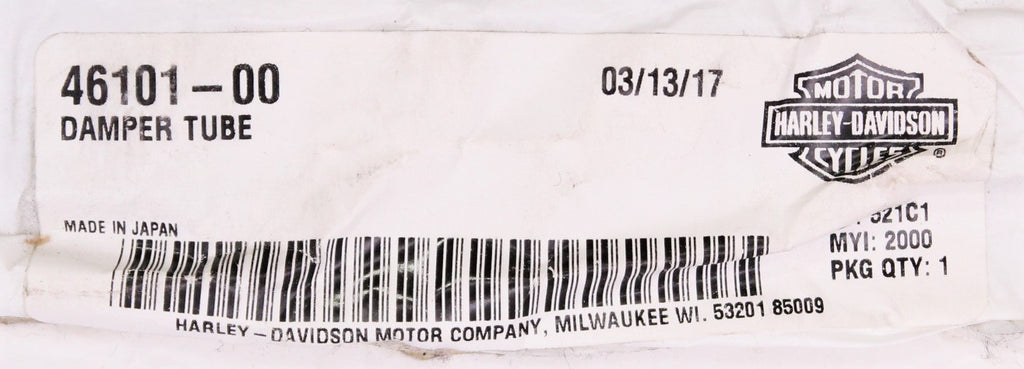 46101-00
DAMPER TUBE
03/13/17
MOTOR
HARLEY-DAVIDSON
CYCLES
®
MADE IN JAPAN
521C1
MYI: 2000
PKG QTY: 1
HARLEY-DAVIDSON MOTOR COMPANY, MILWAUKEE WI. 53201 85009